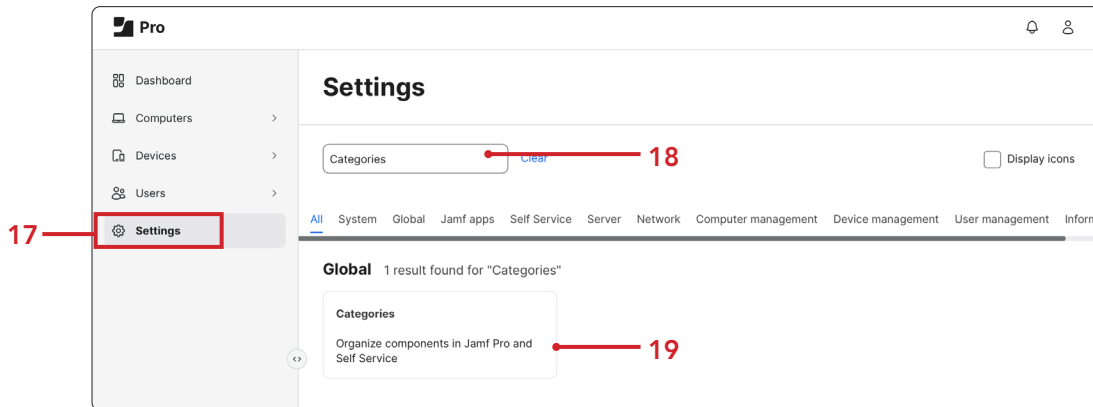 Pro
Dashboard
Computers
Devices
Users
17
Settings
Settings
Categories
Clear
18
Display icons
All System Global Jamf apps Self Service Server Network Computer management Device management User management Inform
Global 1 result found for "Categories"
Categories
Organize components in Jamf Pro and
Self Service
19